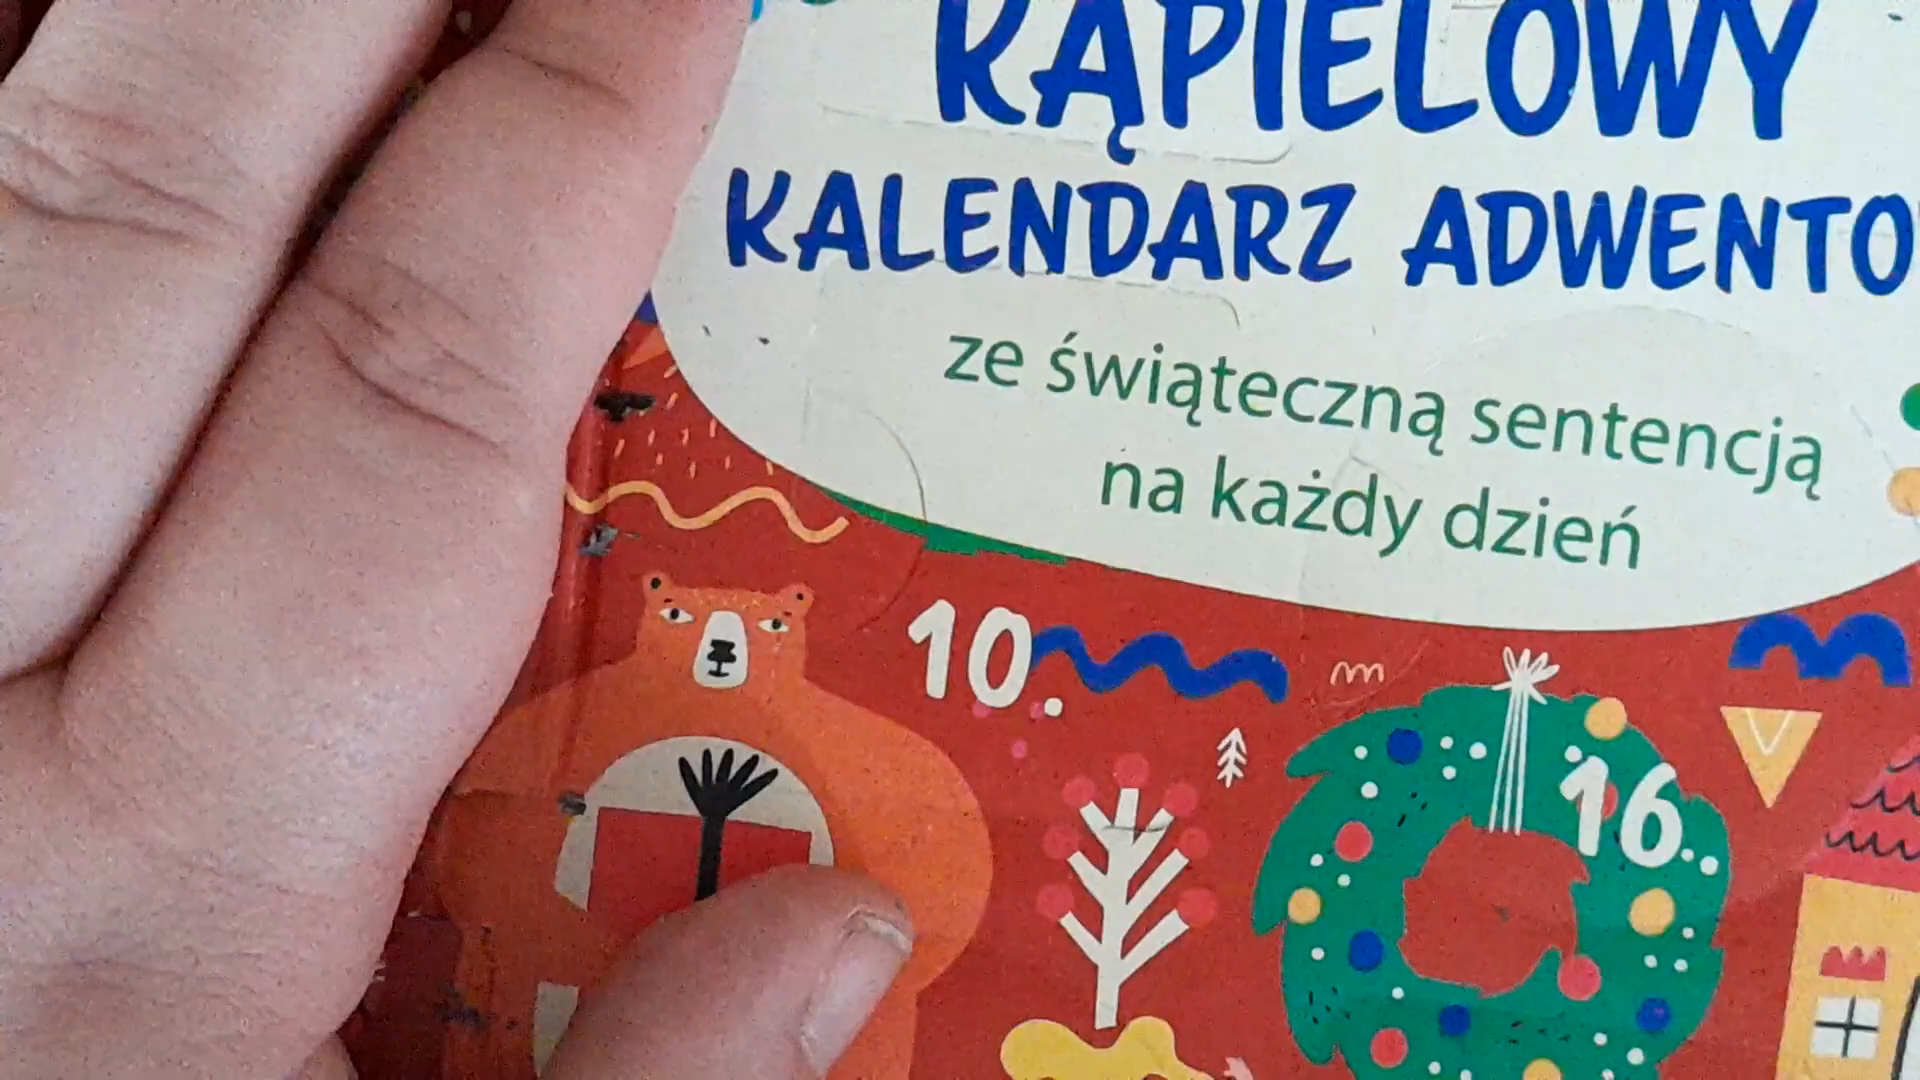 KĄPIELOWY
KALENDARZ ADWENTO
ze świąteczną sentencją
na każdy dzień
10.
16.